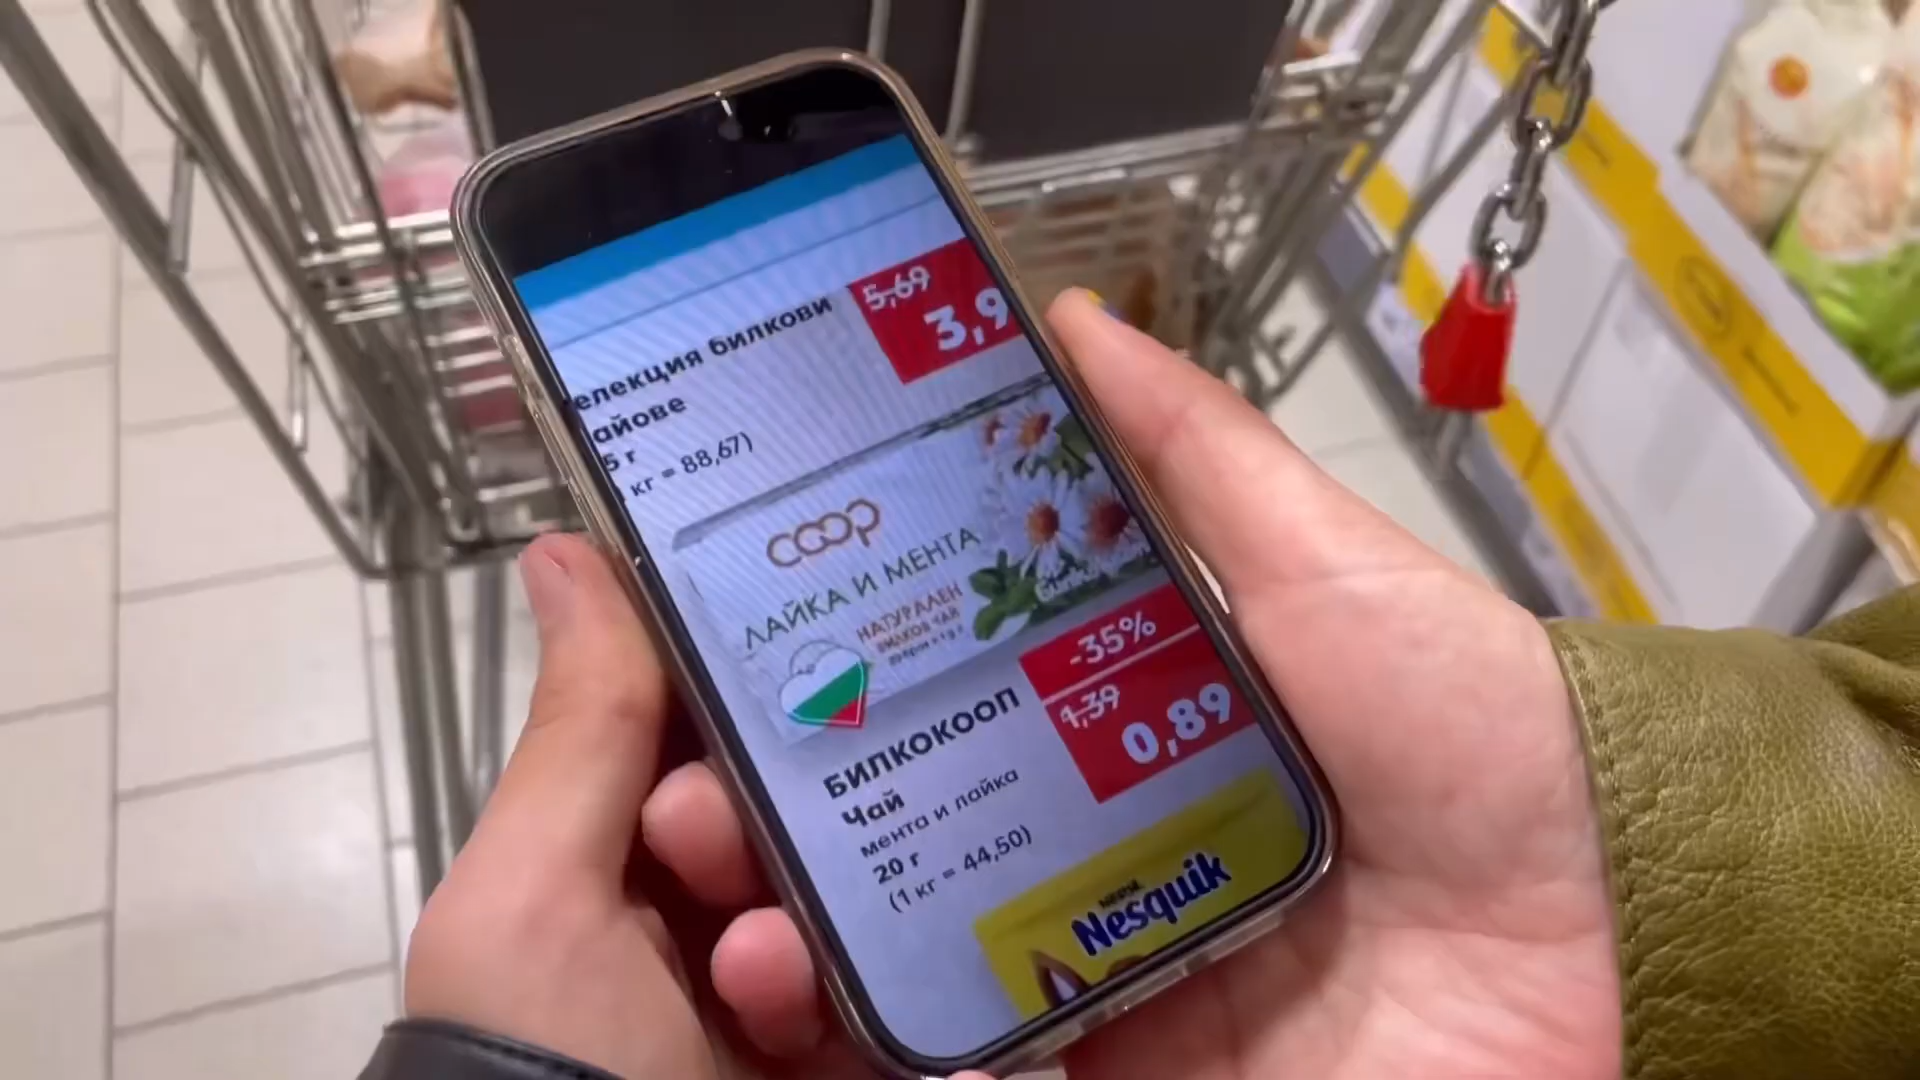 елекция билкови
айове
5 г
кг = 88,67)
5,69
3,9
coop
ЛАЙКА И МЕНТА
НАТУРАЛЕН
БИЛКОВ ЧАЙ
-35%
1,39
0,89
БИЛКОКООП
Чай
мента и лайка
20 г
(1 кг = 44,50)
Nestlé
Nesquik